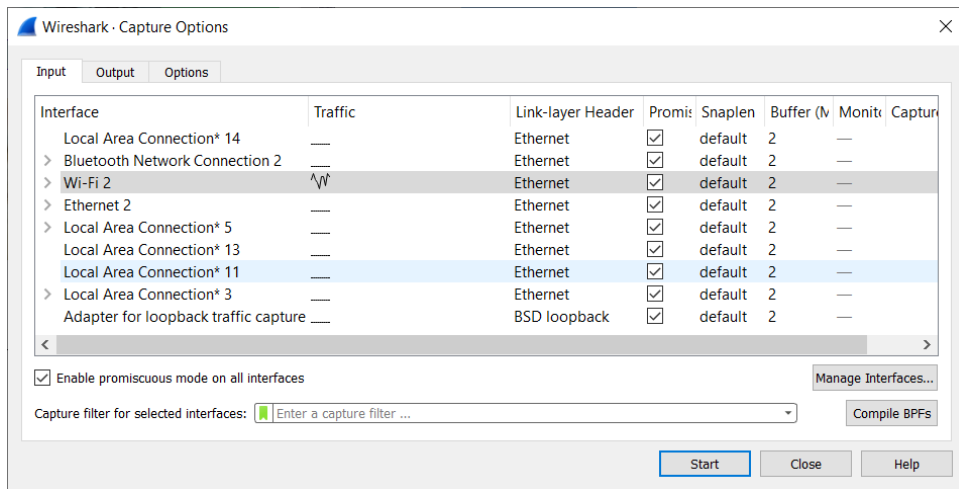 Wireshark · Capture Options
Input Output Options
Interface Traffic Link-layer Header Promis Snaplen Buffer (M Monito Capture
Local Area Connection* 14 Ethernet default 2 —
Bluetooth Network Connection 2 Ethernet default 2 —
Wi-Fi 2 Ethernet default 2 —
Ethernet 2 Ethernet default 2 —
Local Area Connection* 5 Ethernet default 2 —
Local Area Connection* 13 Ethernet default 2 —
Local Area Connection* 11 Ethernet default 2 —
Local Area Connection* 3 Ethernet default 2 —
Adapter for loopback traffic capture BSD loopback default 2 —
Enable promiscuous mode on all interfaces Manage Interfaces...
Capture filter for selected interfaces: Enter a capture filter ... Compile BPFs
Start Close Help